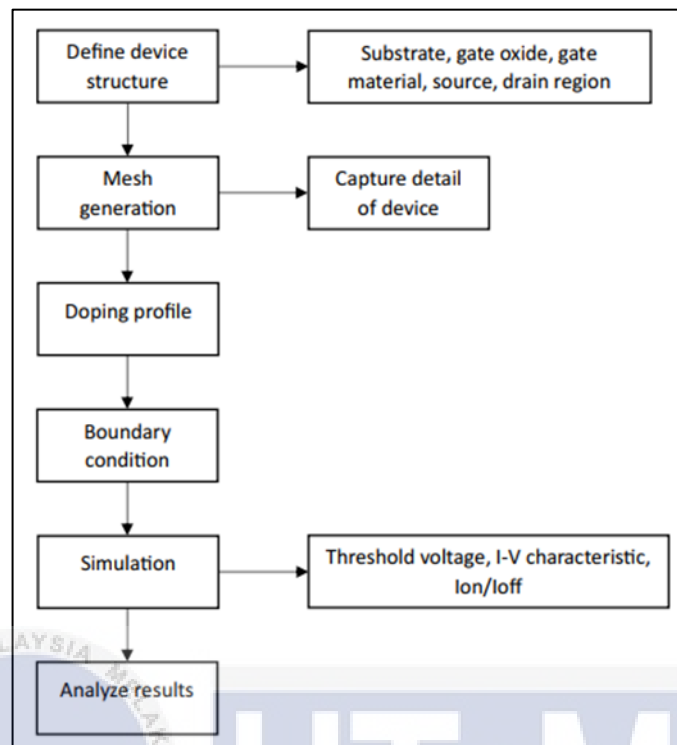 Define device
structure
Substrate, gate oxide, gate
material, source, drain region
Mesh
generation
Capture detail
of device
Doping profile
Boundary
condition
Simulation
Threshold voltage, I-V characteristic,
Ion/Ioff
Analyze results